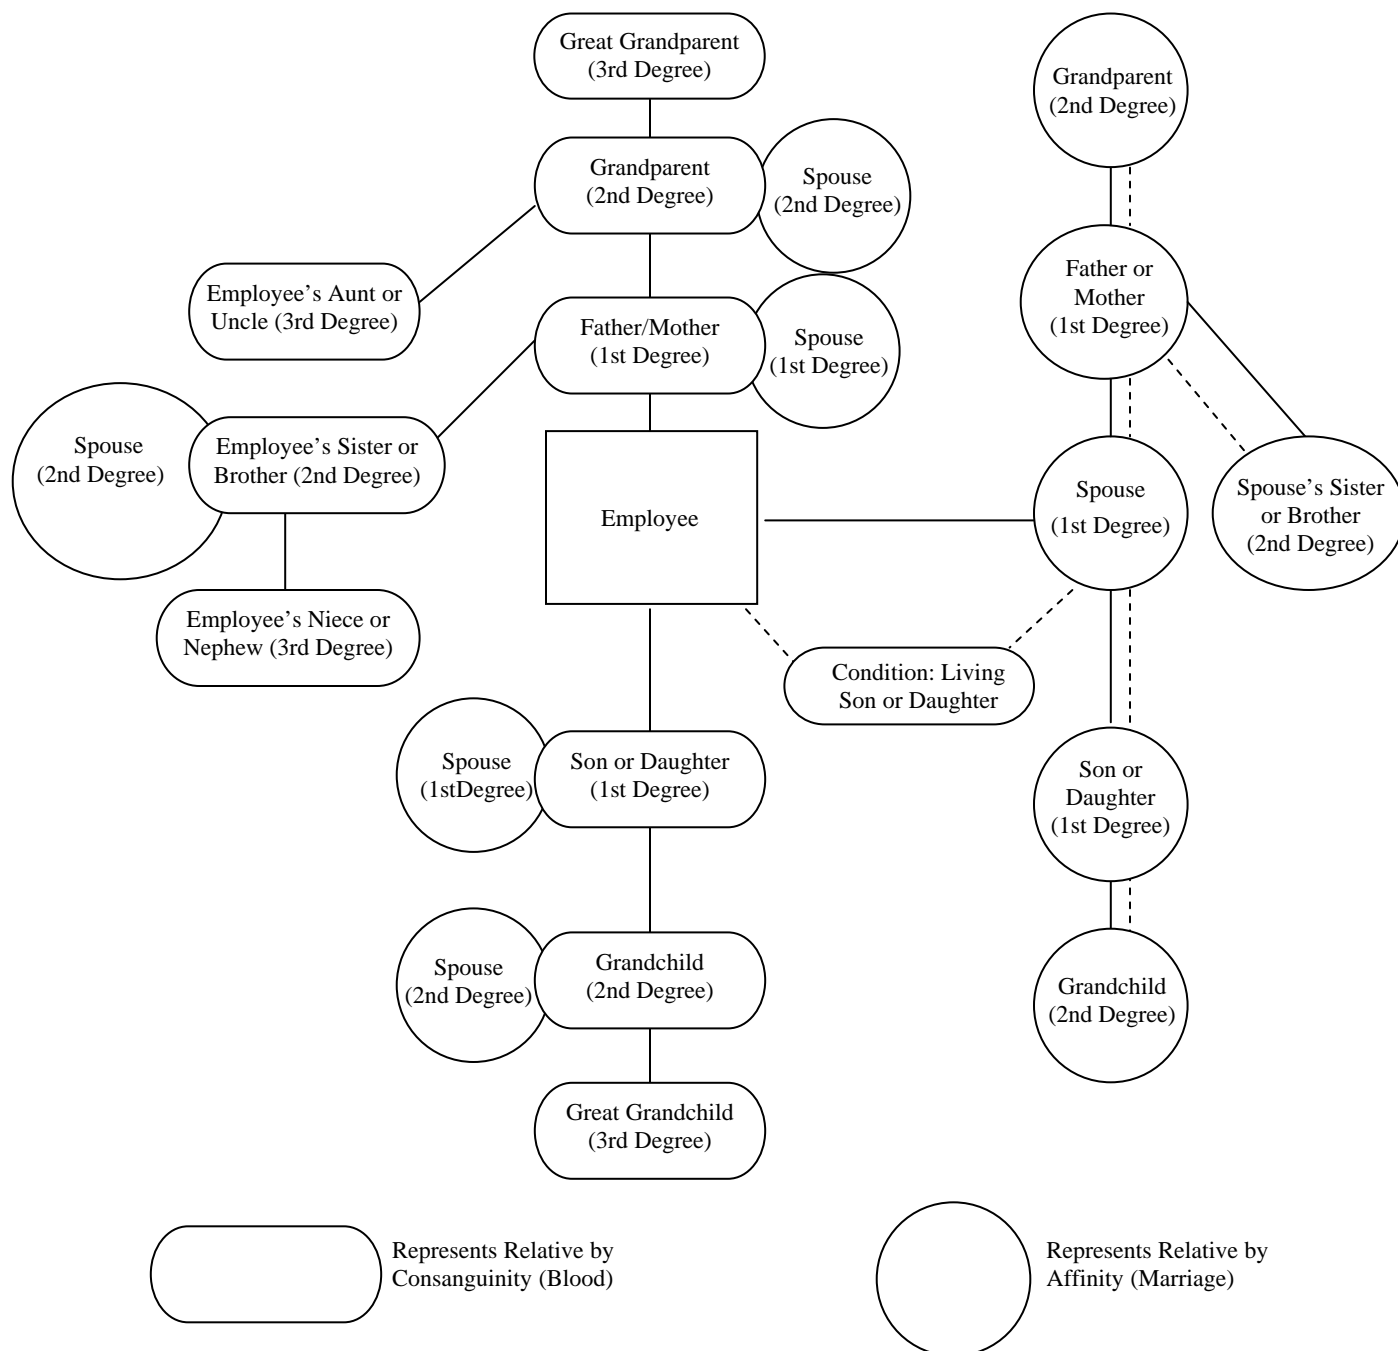 Great Grandparent
(3rd Degree)
Grandparent
(2nd Degree)
Grandparent
(2nd Degree)
Spouse
(2nd Degree)
Employee’s Aunt or
Uncle (3rd Degree)
Father/Mother
(1st Degree)
Spouse
(1st Degree)
Father or
Mother
(1st Degree)
Spouse
(2nd Degree)
Employee’s Sister or
Brother (2nd Degree)
Employee
Spouse
(1st Degree)
Spouse’s Sister
or Brother
(2nd Degree)
Employee’s Niece or
Nephew (3rd Degree)
Condition: Living
Son or Daughter
Spouse
(1stDegree)
Son or Daughter
(1st Degree)
Son or
Daughter
(1st Degree)
Spouse
(2nd Degree)
Grandchild
(2nd Degree)
Grandchild
(2nd Degree)
Great Grandchild
(3rd Degree)
Represents Relative by
Consanguinity (Blood)
Represents Relative by
Affinity (Marriage)